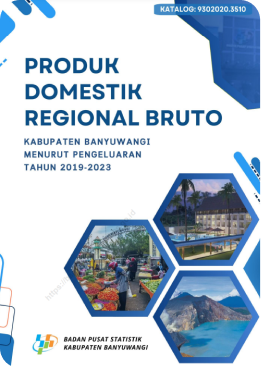 KATALOG: 9302020.3510
PRODUK
DOMESTIK
REGIONAL BRUTO
KABUPATEN BANYUWANGI
MENURUT PENGELUARAN
TAHUN 2019-2023
BADAN PUSAT STATISTIK
KABUPATEN BANYUWANGI